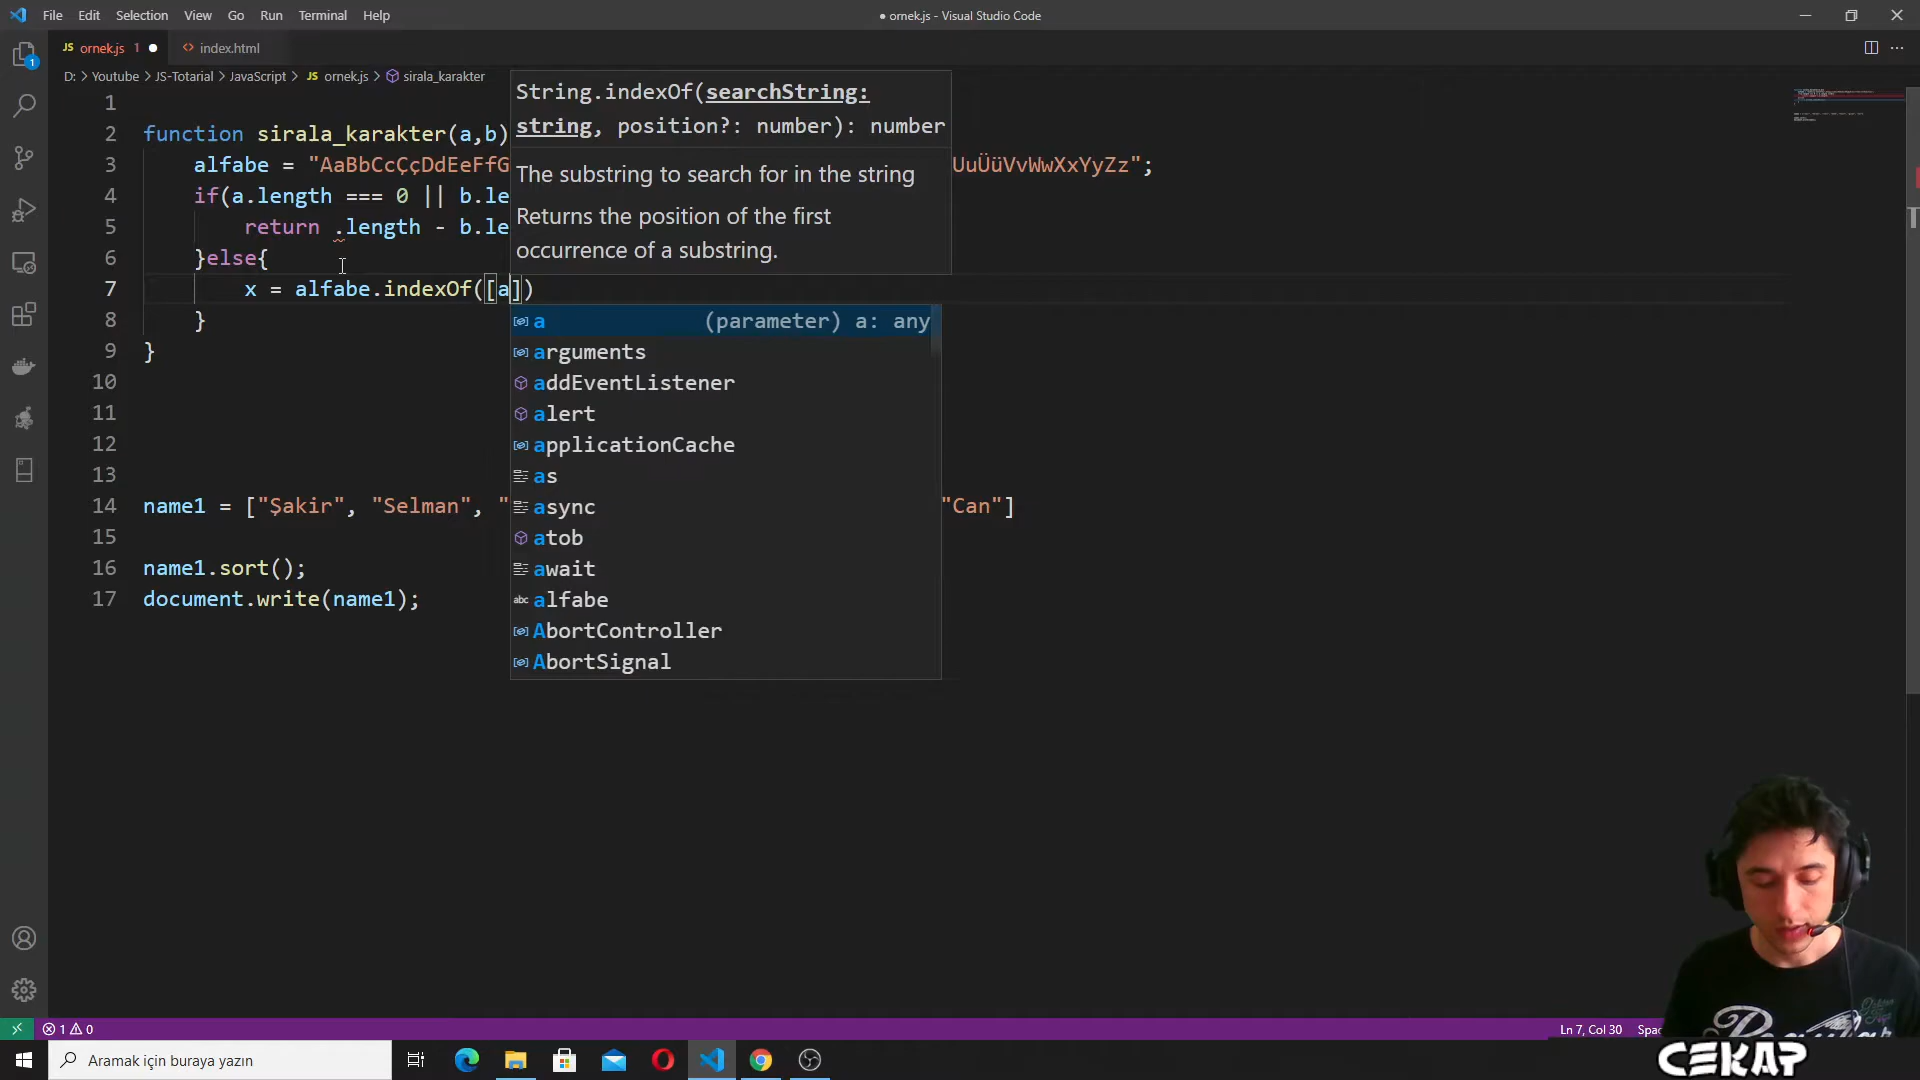 File Edit Selection View Go Run Terminal Help
● ornek.js - Visual Studio Code
JS ornek.js 1 ●
<> index.html
D: > Youtube > JS-Totarial > JavaScript > JS ornek.js > sirala_karakter
1
2 function sirala_karakter(a,b)
3 alfabe = "AaBbCcÇçDdEeFfG UuÜüVvWwXxYyZz";
4 if(a.length === 0 || b.le
5 return .length - b.le
6 }else{
7 x = alfabe.indexOf([a])
8 }
9 }
10
11
12
13
14 name1 = ["Şakir", "Selman", " "Can"]
15
16 name1.sort();
17 document.write(name1);
String.indexOf(searchString:
string, position?: number): number
The substring to search for in the string
Returns the position of the first
occurrence of a substring.
a (parameter) a: any
arguments
addEventListener
alert
applicationCache
as
async
atob
await
abc alfabe
AbortController
AbortSignal
1
1 0
Ln 7, Col 30 Spac
Aramak için buraya yazın
CEKAP